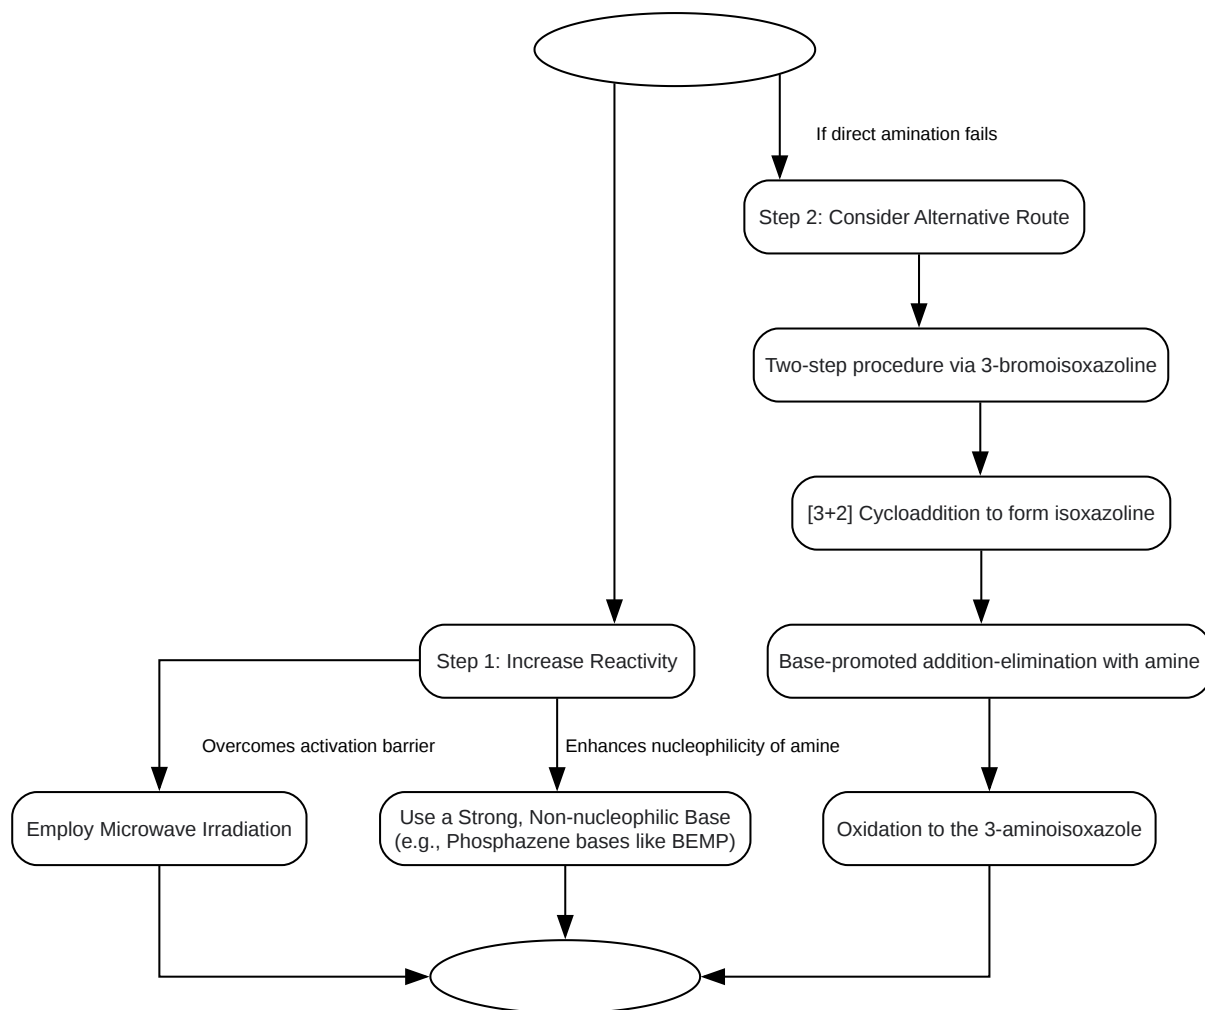 If direct amination fails
Step 2: Consider Alternative Route
Two-step procedure via 3-bromoisoxazoline
[3+2] Cycloaddition to form isoxazoline
Step 1: Increase Reactivity
Base-promoted addition-elimination with amine
Overcomes activation barrier
Enhances nucleophilicity of amine
Employ Microwave Irradiation
Use a Strong, Non-nucleophilic Base
(e.g., Phosphazene bases like BEMP)
Oxidation to the 3-aminoisoxazole